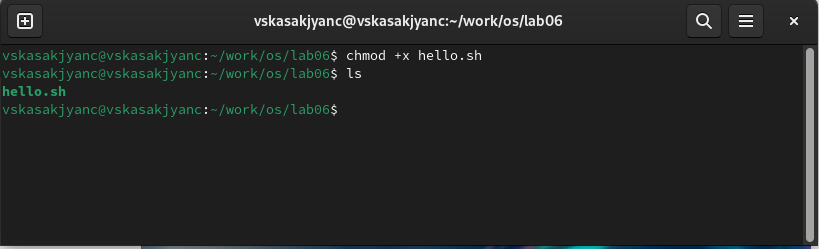 vskasakjyanc@vskasakjyanc:~/work/os/lab06
vskasakjyanc@vskasakjyanc:~/work/os/lab06$ chmod +x hello.sh
vskasakjyanc@vskasakjyanc:~/work/os/lab06$ ls
hello.sh
vskasakjyanc@vskasakjyanc:~/work/os/lab06$